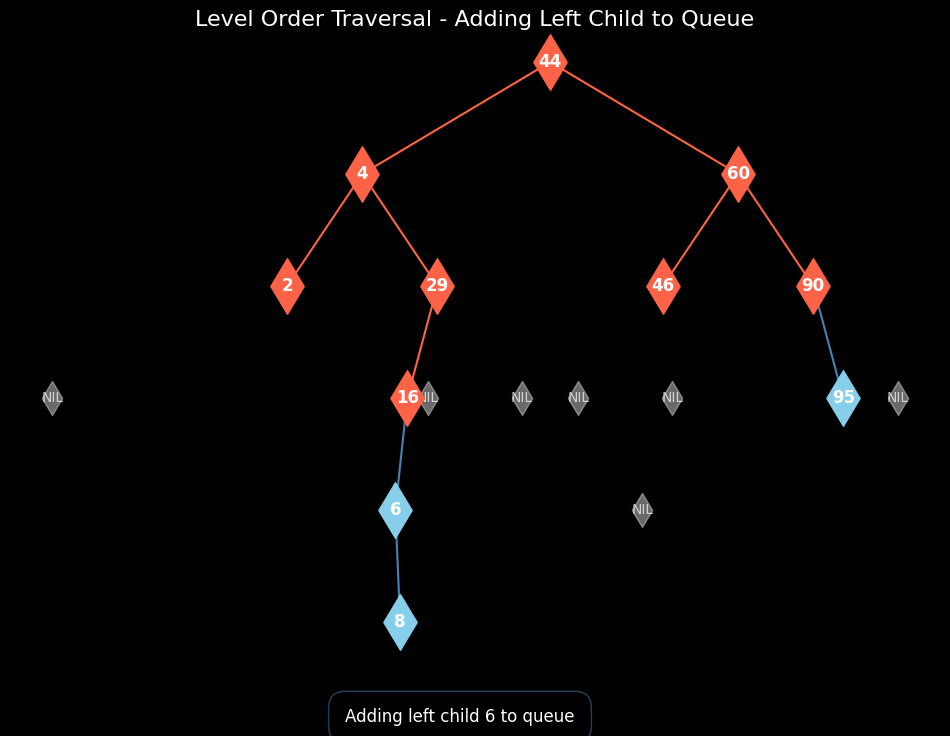 Level Order Traversal - Adding Left Child to Queue
44
4 60
2 29 46 90
NIL 16 NIL NIL NIL NIL 95 NIL
6 NIL
8
Adding left child 6 to queue